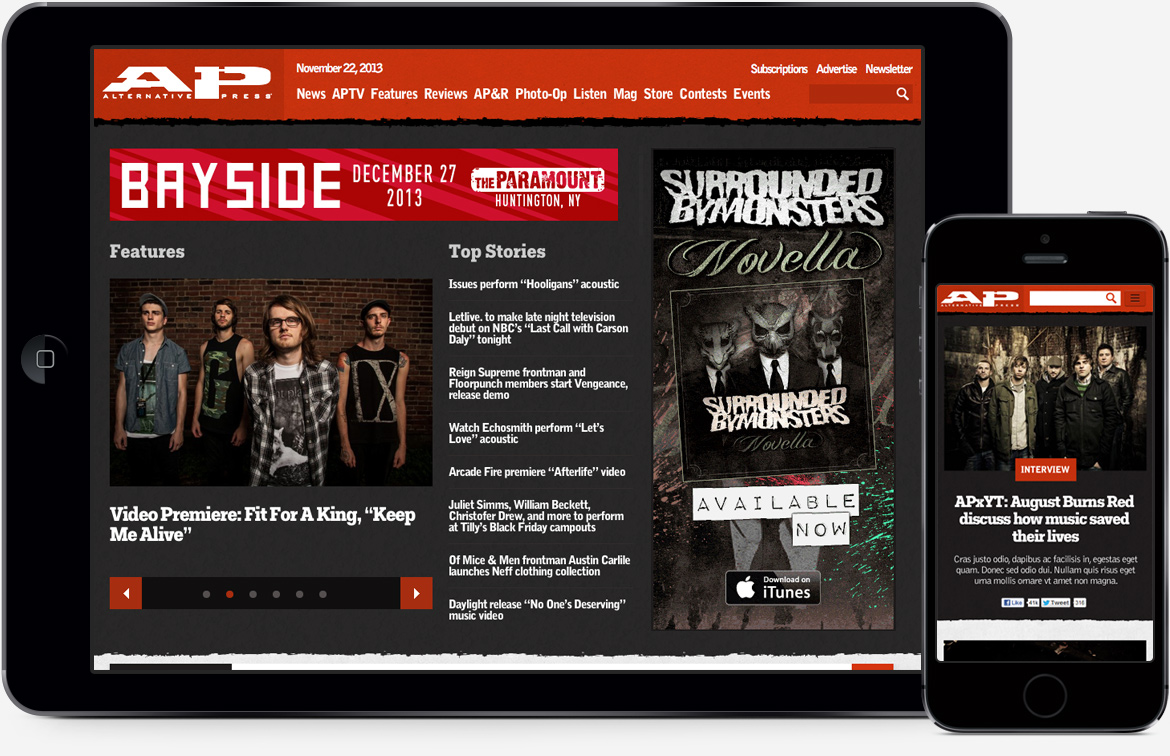 AP
ALTERNATIVE PRESS
November 22, 2013
Subscriptions Advertise Newsletter
News APTV Features Reviews AP&R Photo-Op Listen Mag Store Contests Events
BAYSIDE
DECEMBER 27
2013
THE PARAMOUNT
HUNTINGTON, NY
Features
Video Premiere: Fit For A King, “Keep
Me Alive”
Top Stories
Issues perform “Hooligans” acoustic
Letlive. to make late night television
debut on NBC’s “Last Call with Carson
Daly” tonight
Reign Supreme frontman and
Floorpunch members start Vengeance,
release demo
Watch Echosmith perform “Let’s
Love” acoustic
Arcade Fire premiere “Afterlife” video
Juliet Simms, William Beckett,
Christofer Drew, and more to perform
at Tilly’s Black Friday campouts
Of Mice & Men frontman Austin Carlile
launches Neff clothing collection
Daylight release “No One’s Deserving”
music video
SURROUNDED
BYMONSTERS
Novella
SURROUNDED
BYMONSTERS
Novella
AVAILABLE
NOW
Download on
iTunes
AP
ALTERNATIVE PRESS
INTERVIEW
APxYT: August Burns Red
discuss how music saved
their lives
Cras justo odio, dapibus ac facilisis in, egestas eget
quam. Donec sed odio dui. Nullam quis risus eget
urna mollis ornare vt amet non magna.
Like 41k Tweet 318